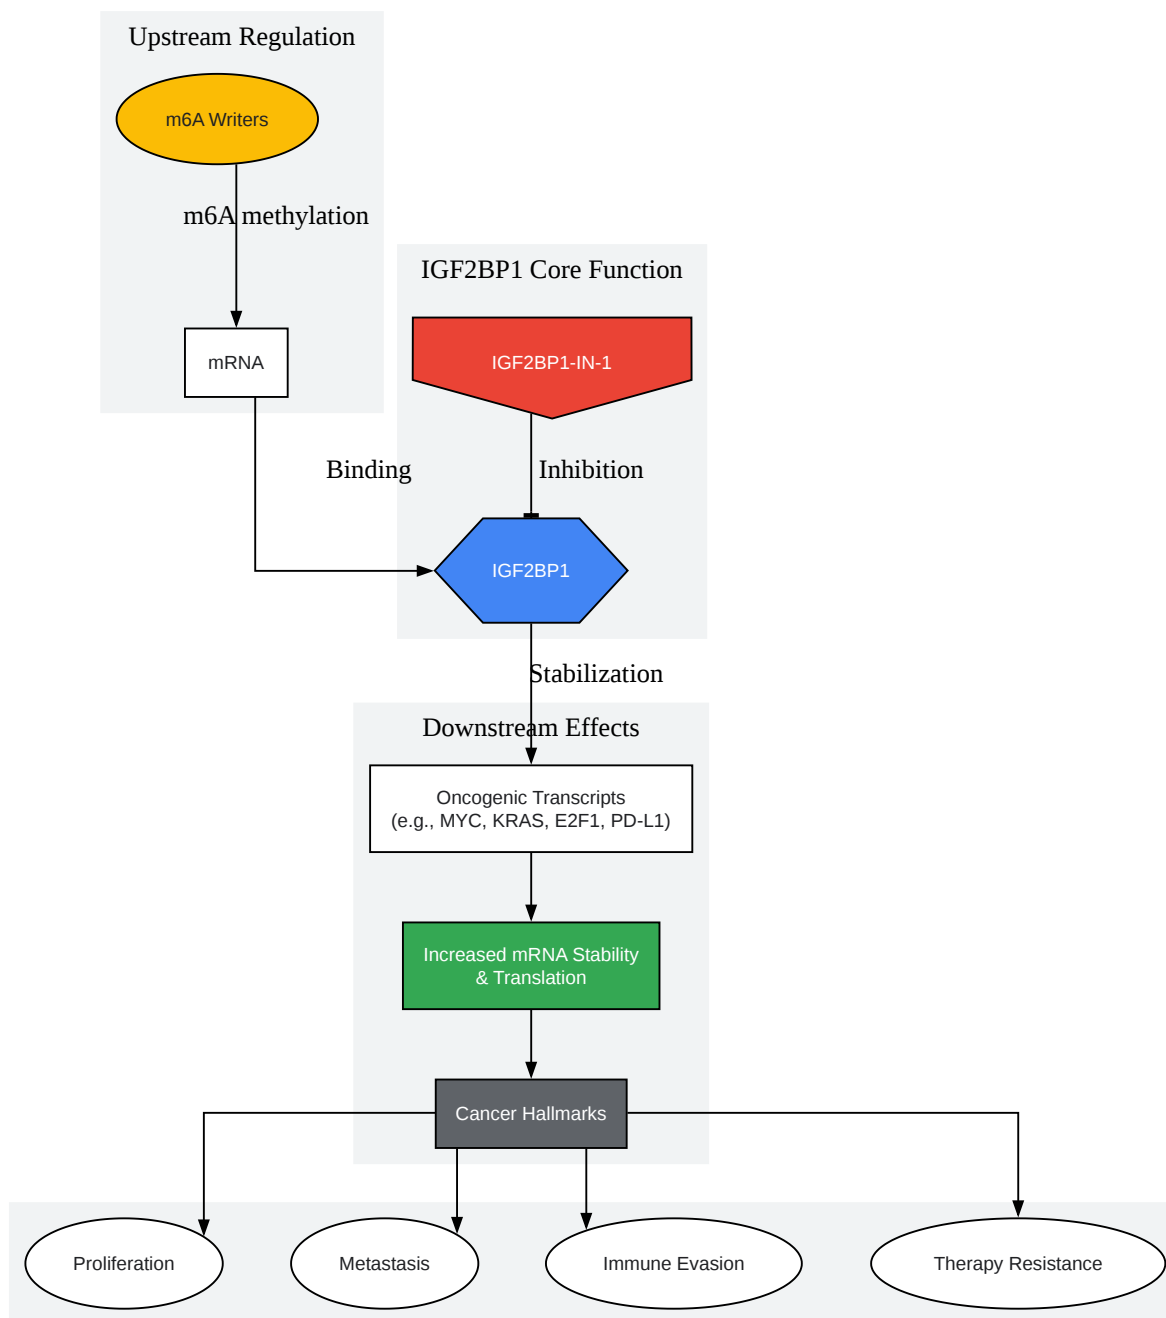 Upstream Regulation
m6A Writers
m6A methylation
mRNA
IGF2BP1 Core Function
IGF2BP1-IN-1
Binding
Inhibition
IGF2BP1
Stabilization
Downstream Effects
Oncogenic Transcripts
(e.g., MYC, KRAS, E2F1, PD-L1)
Increased mRNA Stability
& Translation
Cancer Hallmarks
Proliferation
Metastasis
Immune Evasion
Therapy Resistance